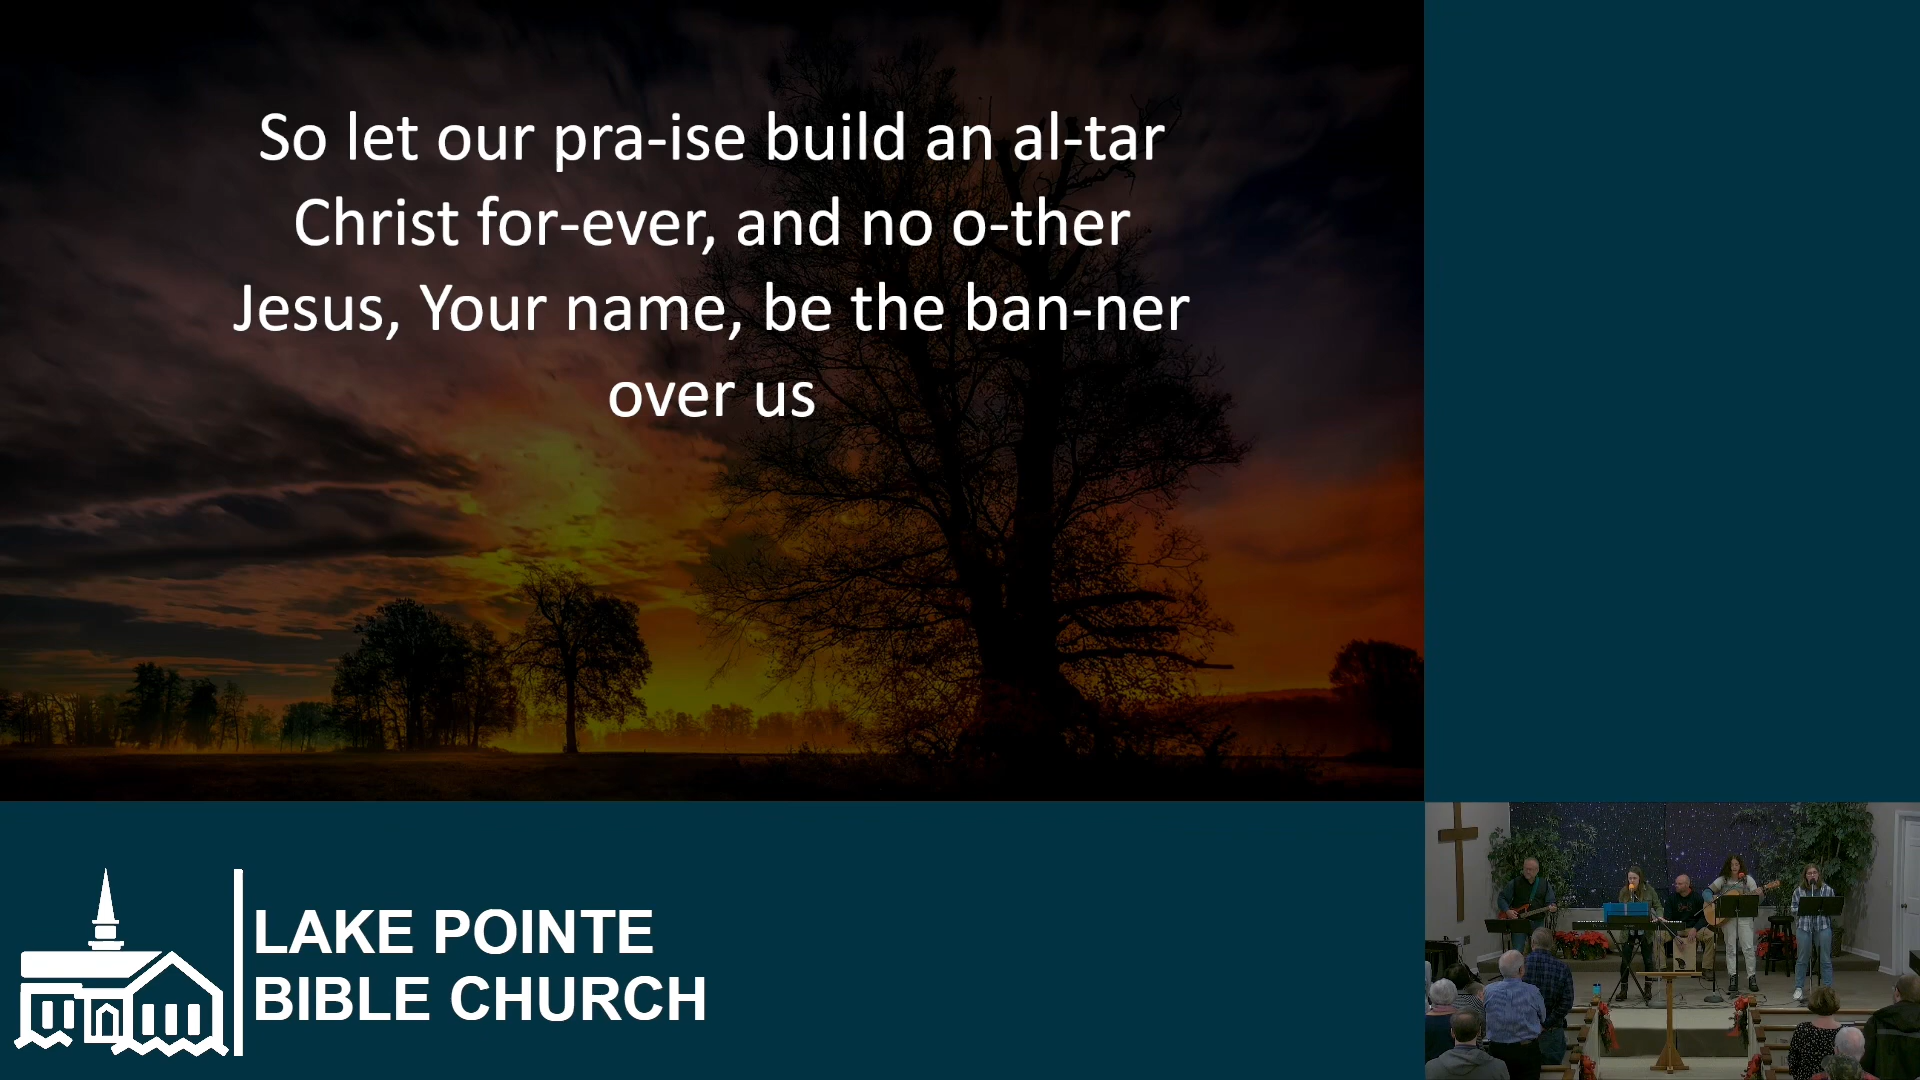 So let our pra-ise build an al-tar
Christ for-ever, and no o-ther
Jesus, Your name, be the ban-ner
over us
LAKE POINTE
BIBLE CHURCH